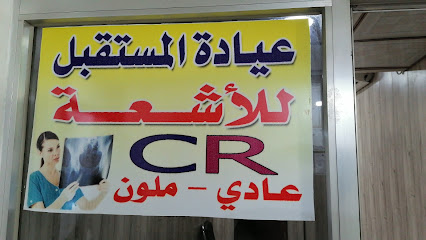 عيادة المستقبل
للأشعة
CR
عادي - ملون